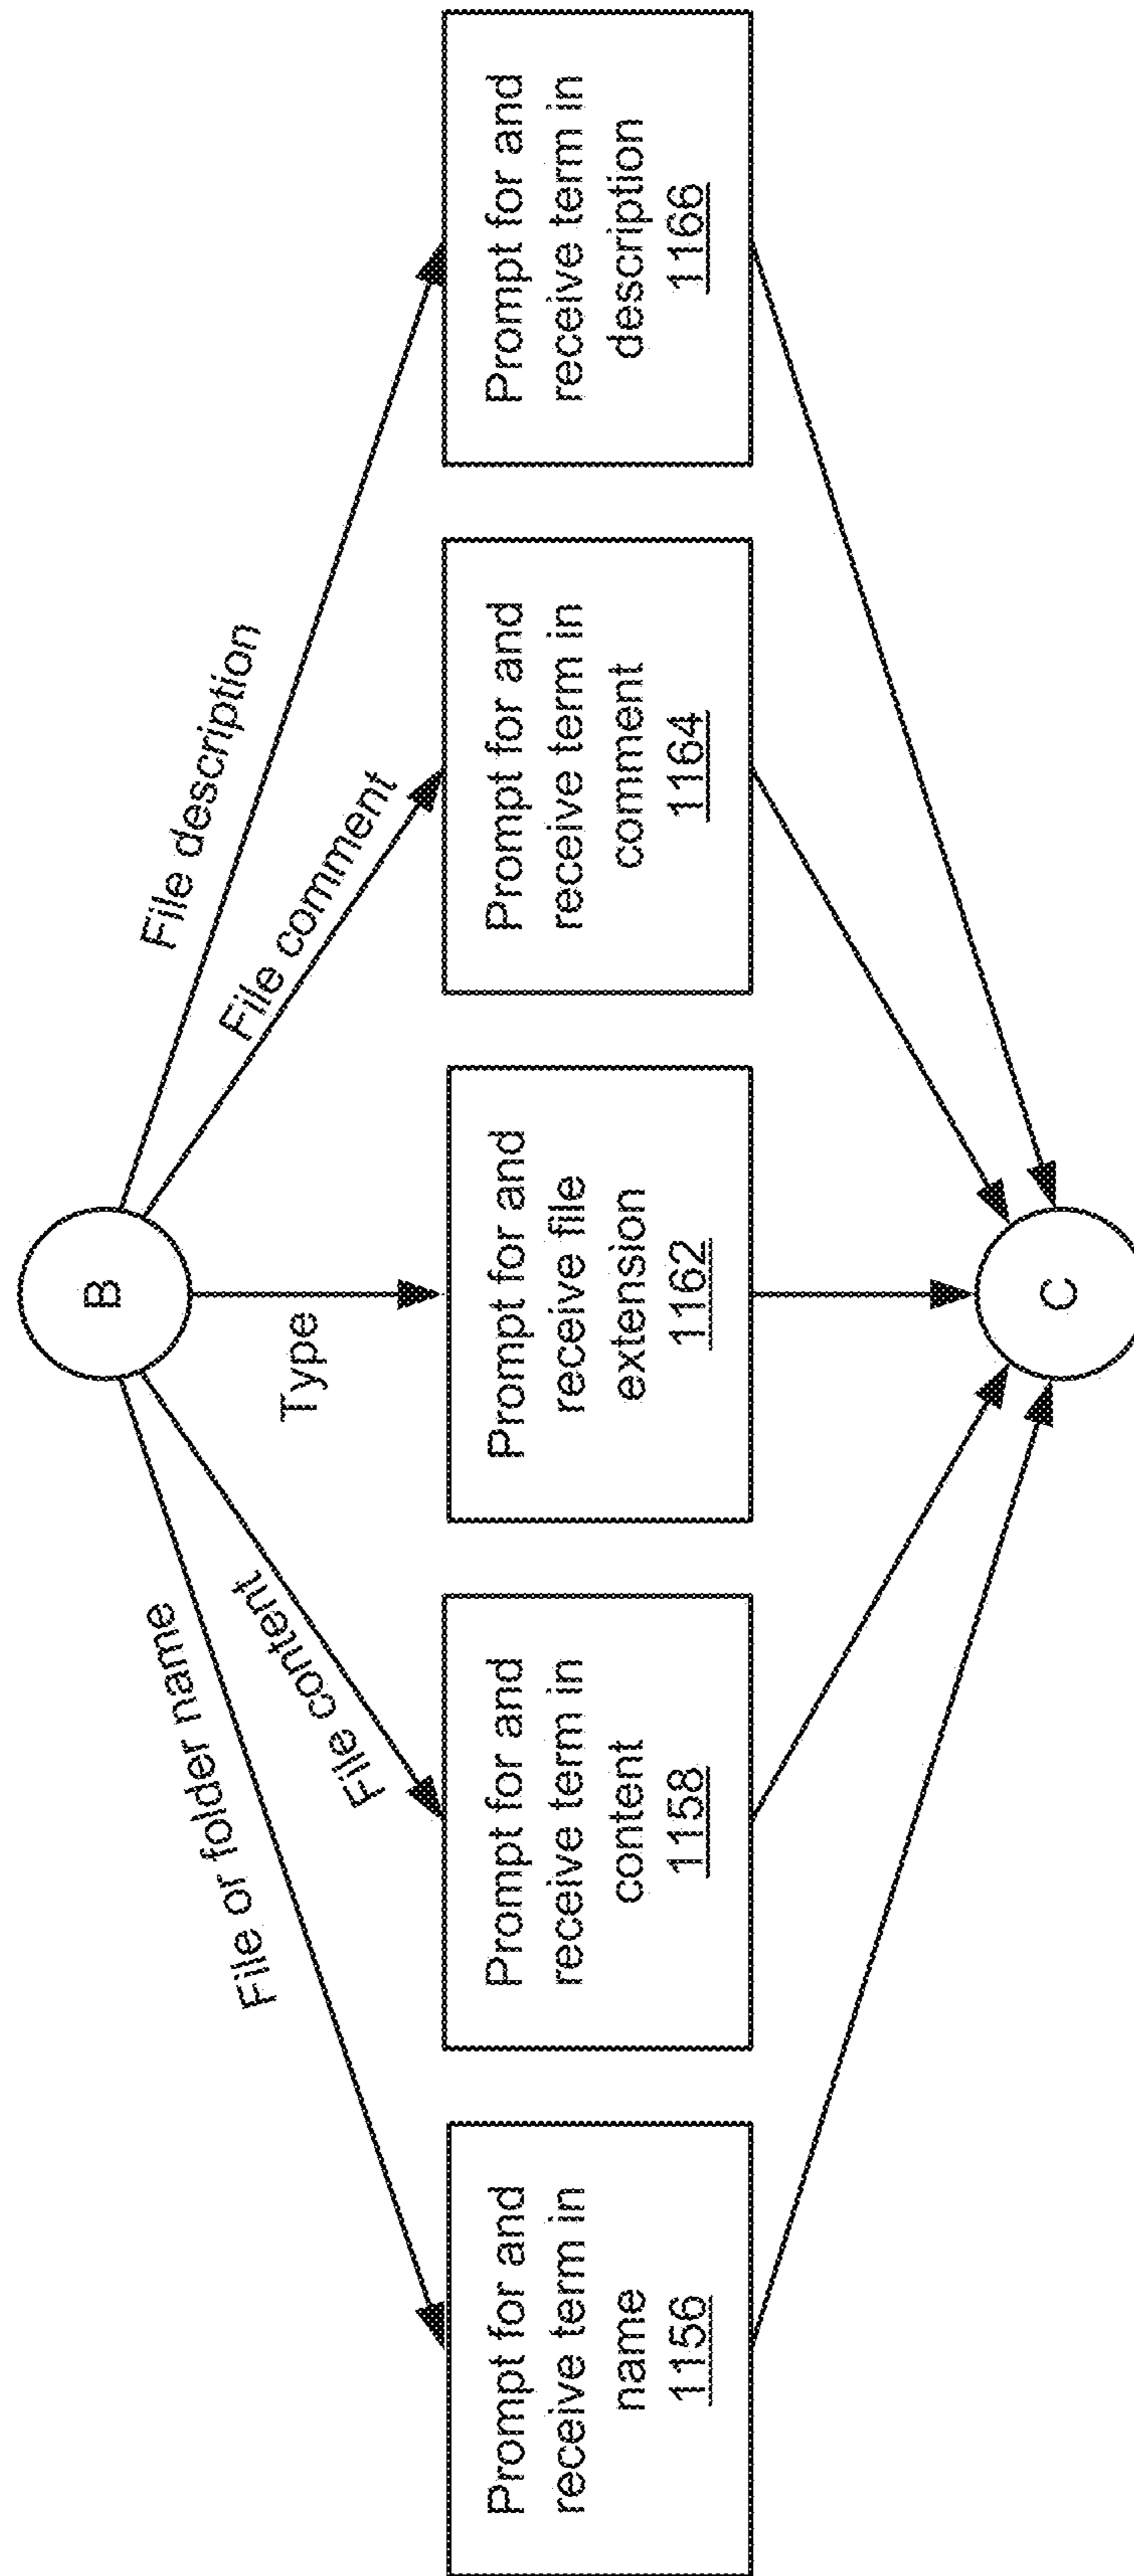 B
File or folder name
File content
Type
File comment
File description
Prompt for and
receive term in
name
1156
Prompt for and
receive term in
content
1158
Prompt for and
receive file
extension
1162
Prompt for and
receive term in
comment
1164
Prompt for and
receive term in
description
1166
C